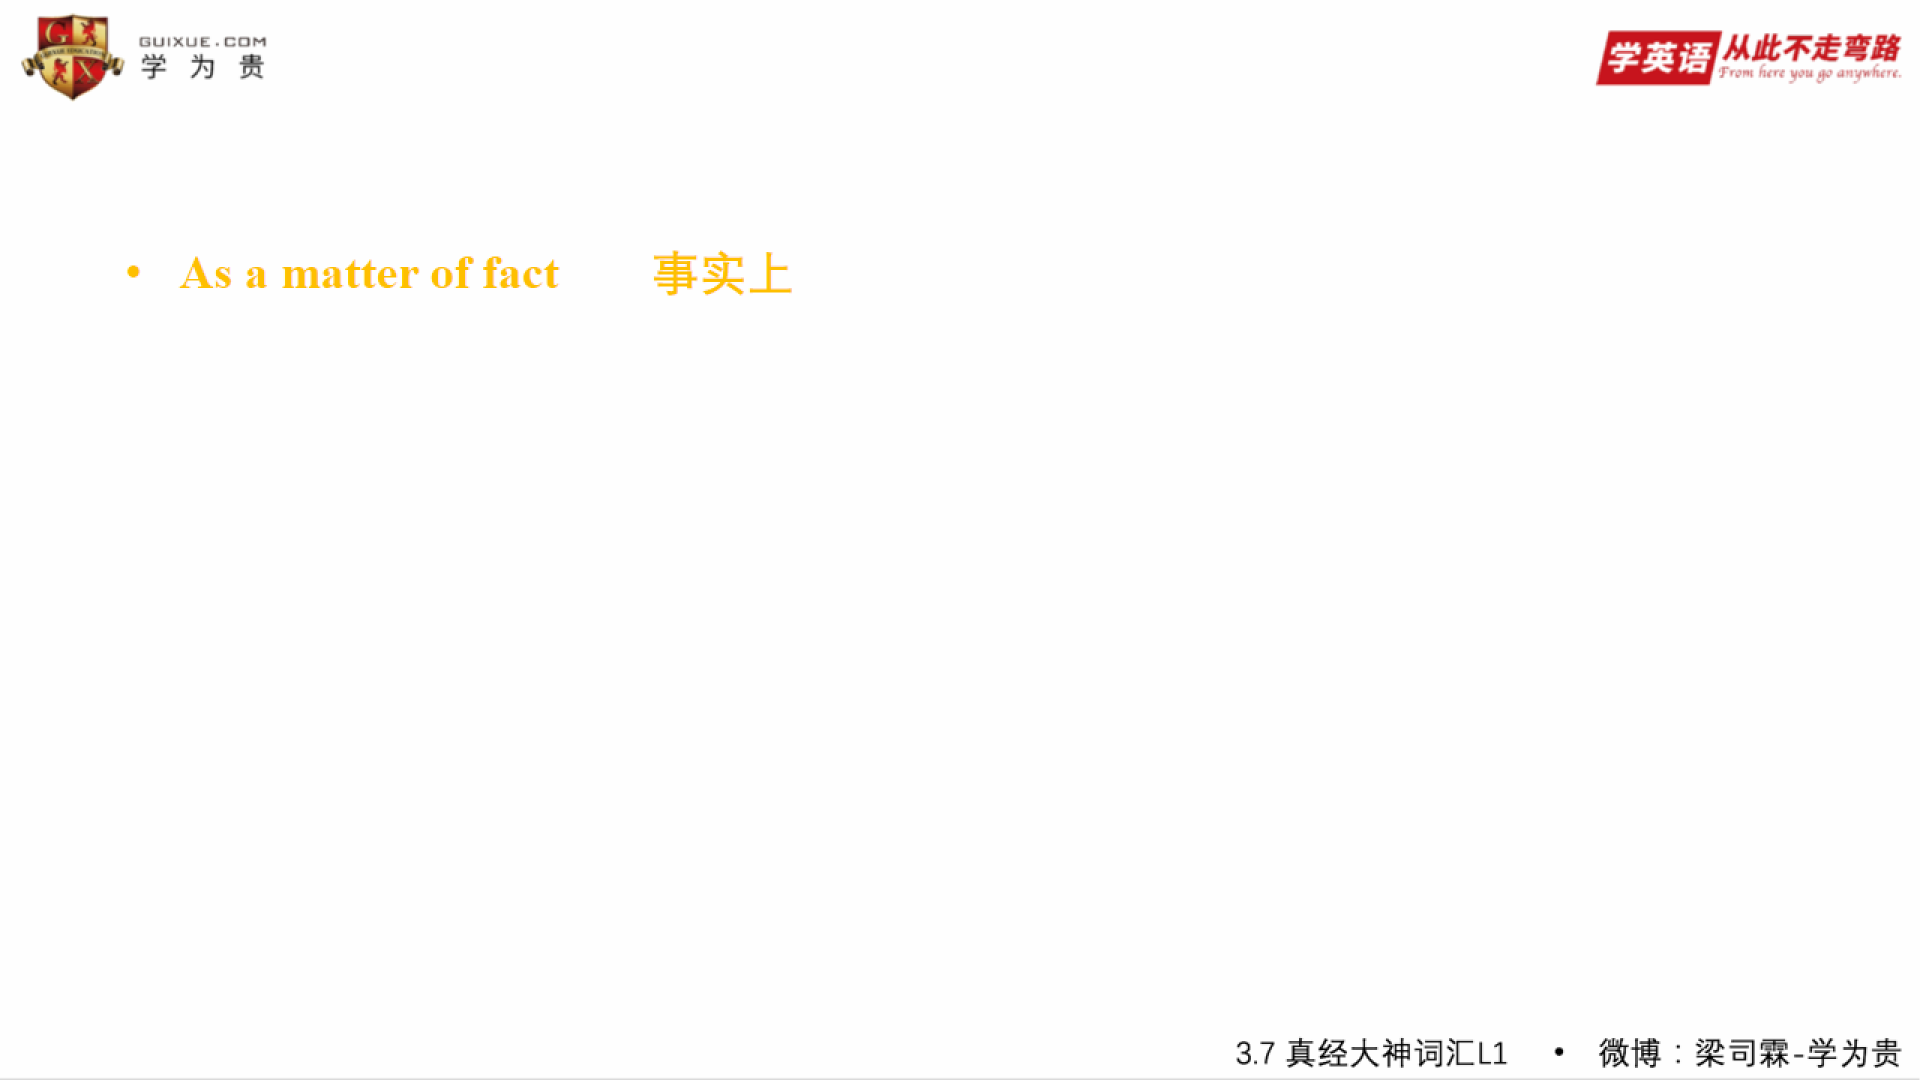 GUIXUE.COM
学为贵
学英语 从此不走弯路
From here you go anywhere.
• As a matter of fact 事实上
3.7 真经大神词汇L1 • 微博：梁司霖-学为贵